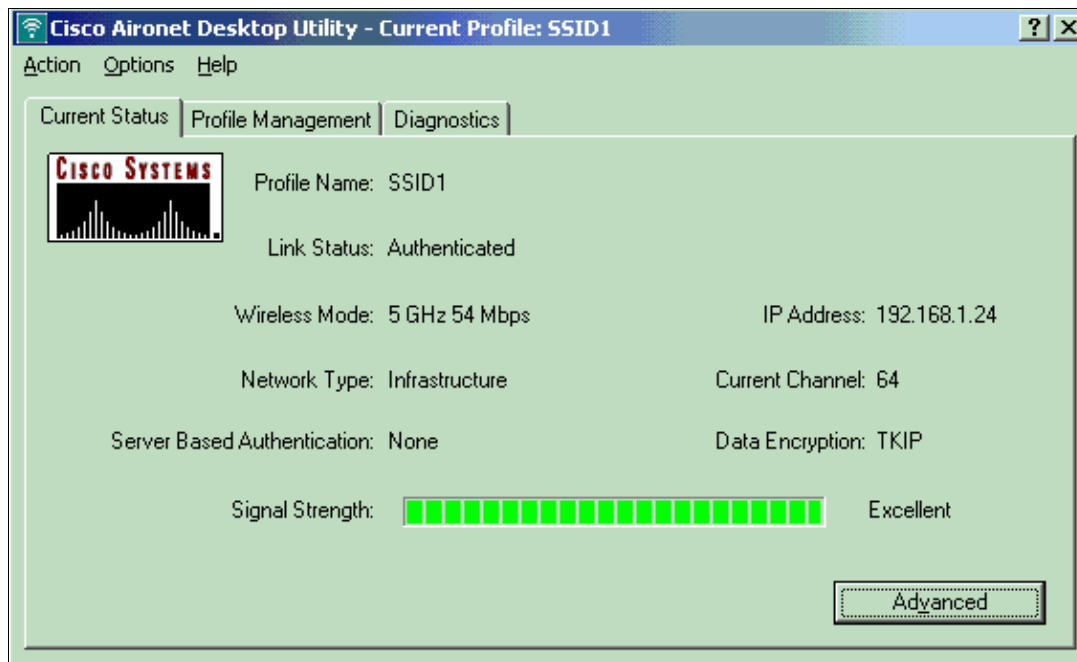 Cisco Aironet Desktop Utility - Current Profile: SSID1
Action Options Help
Current Status Profile Management Diagnostics
CISCO SYSTEMS
Profile Name: SSID1
Link Status: Authenticated
Wireless Mode: 5 GHz 54 Mbps IP Address: 192.168.1.24
Network Type: Infrastructure Current Channel: 64
Server Based Authentication: None Data Encryption: TKIP
Signal Strength: Excellent
Advanced